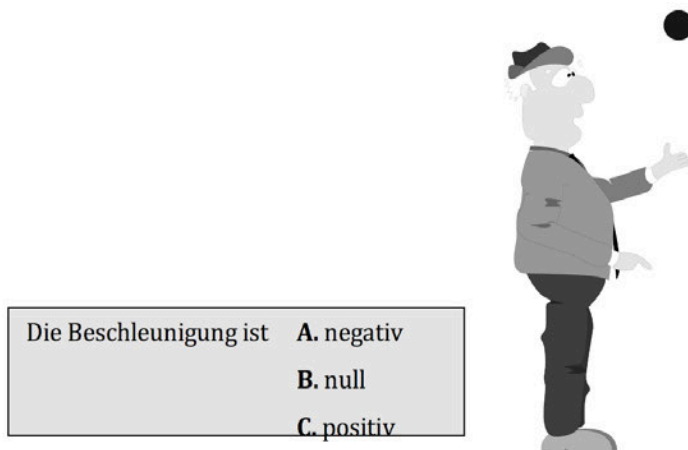 Die Beschleunigung ist A. negativ
B. null
C. positiv